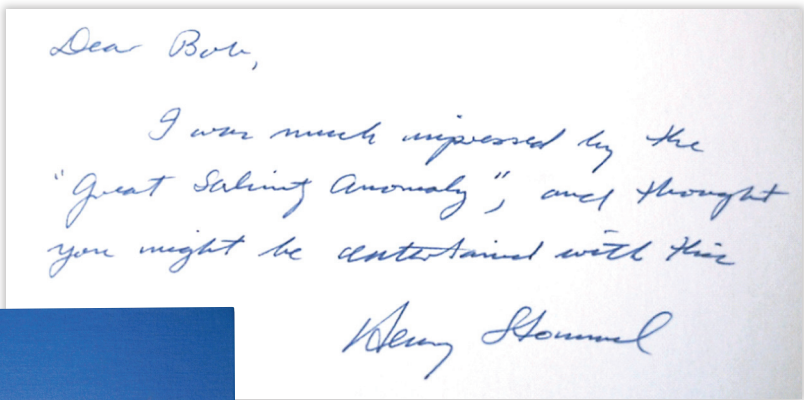 Dear Bob,
I was much impressed by the
"Great Salinity Anomaly", and thought
you might be entertained with this
Henry Stommel